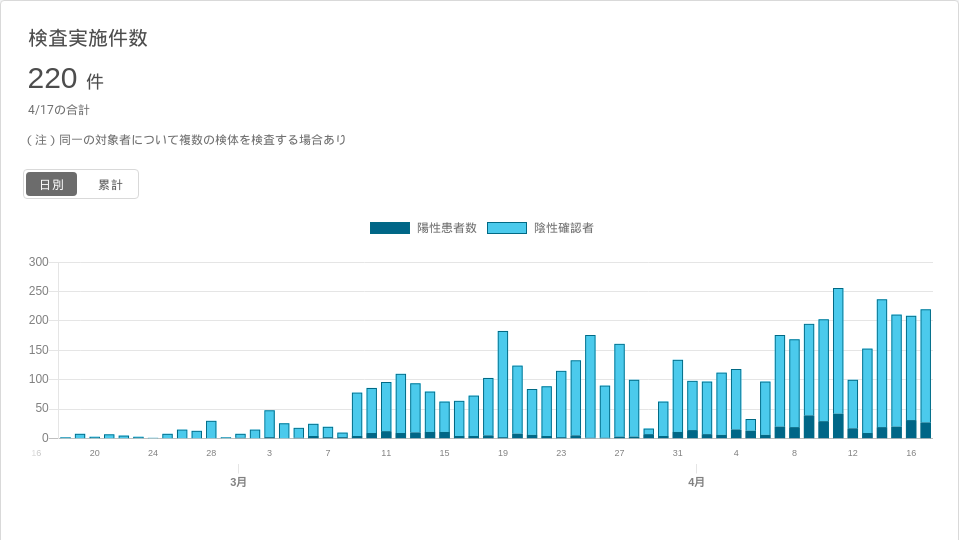 検査実施件数
220 件
4/17の合計
（注）同一の対象者について複数の検体を検査する場合あり
日別 累計
陽性患者数 陰性確認者
300
250
200
150
100
50
0
16 20 24 28 3 7 11 15 19 23 27 31 4 8 12 16
3月 4月